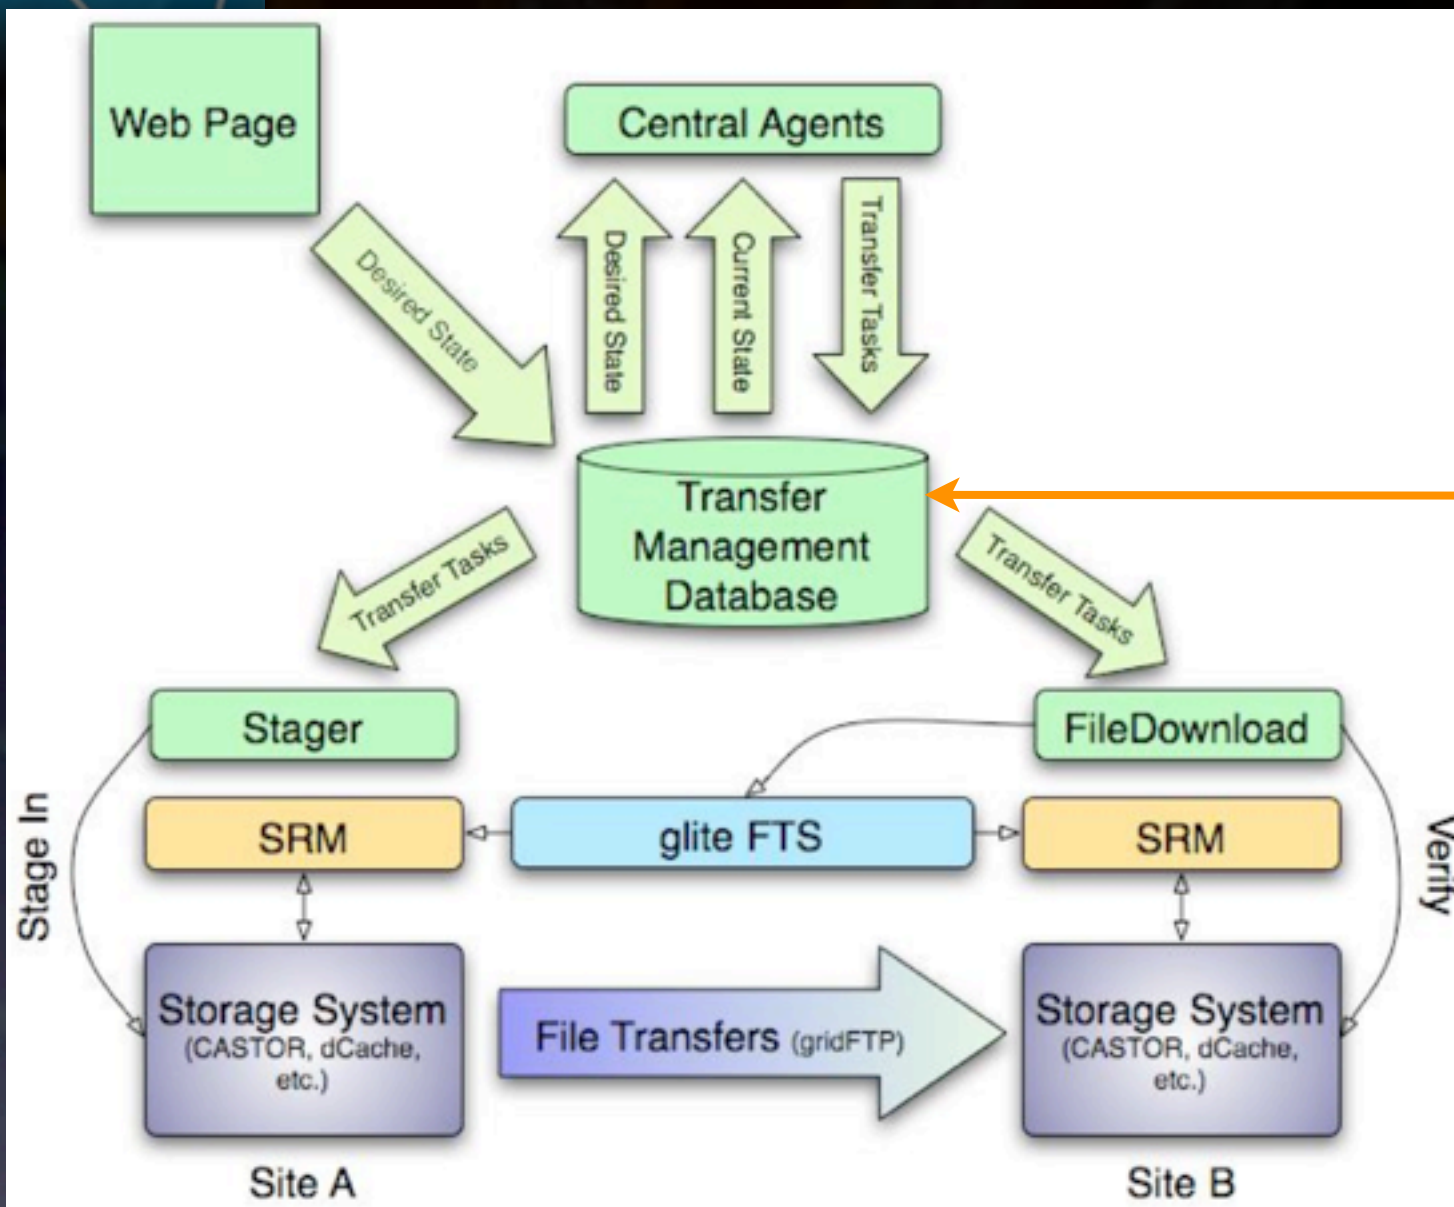 Web Page
Central Agents
Desired State
Desired State
Current State
Transfer Tasks
Transfer
Management
Database
Transfer Tasks
Transfer Tasks
Stager
FileDownload
Stage In
SRM
glite FTS
SRM
Verify
Storage System
(CASTOR, dCache,
etc.)
File Transfers (gridFTP)
Storage System
(CASTOR, dCache,
etc.)
Site A
Site B